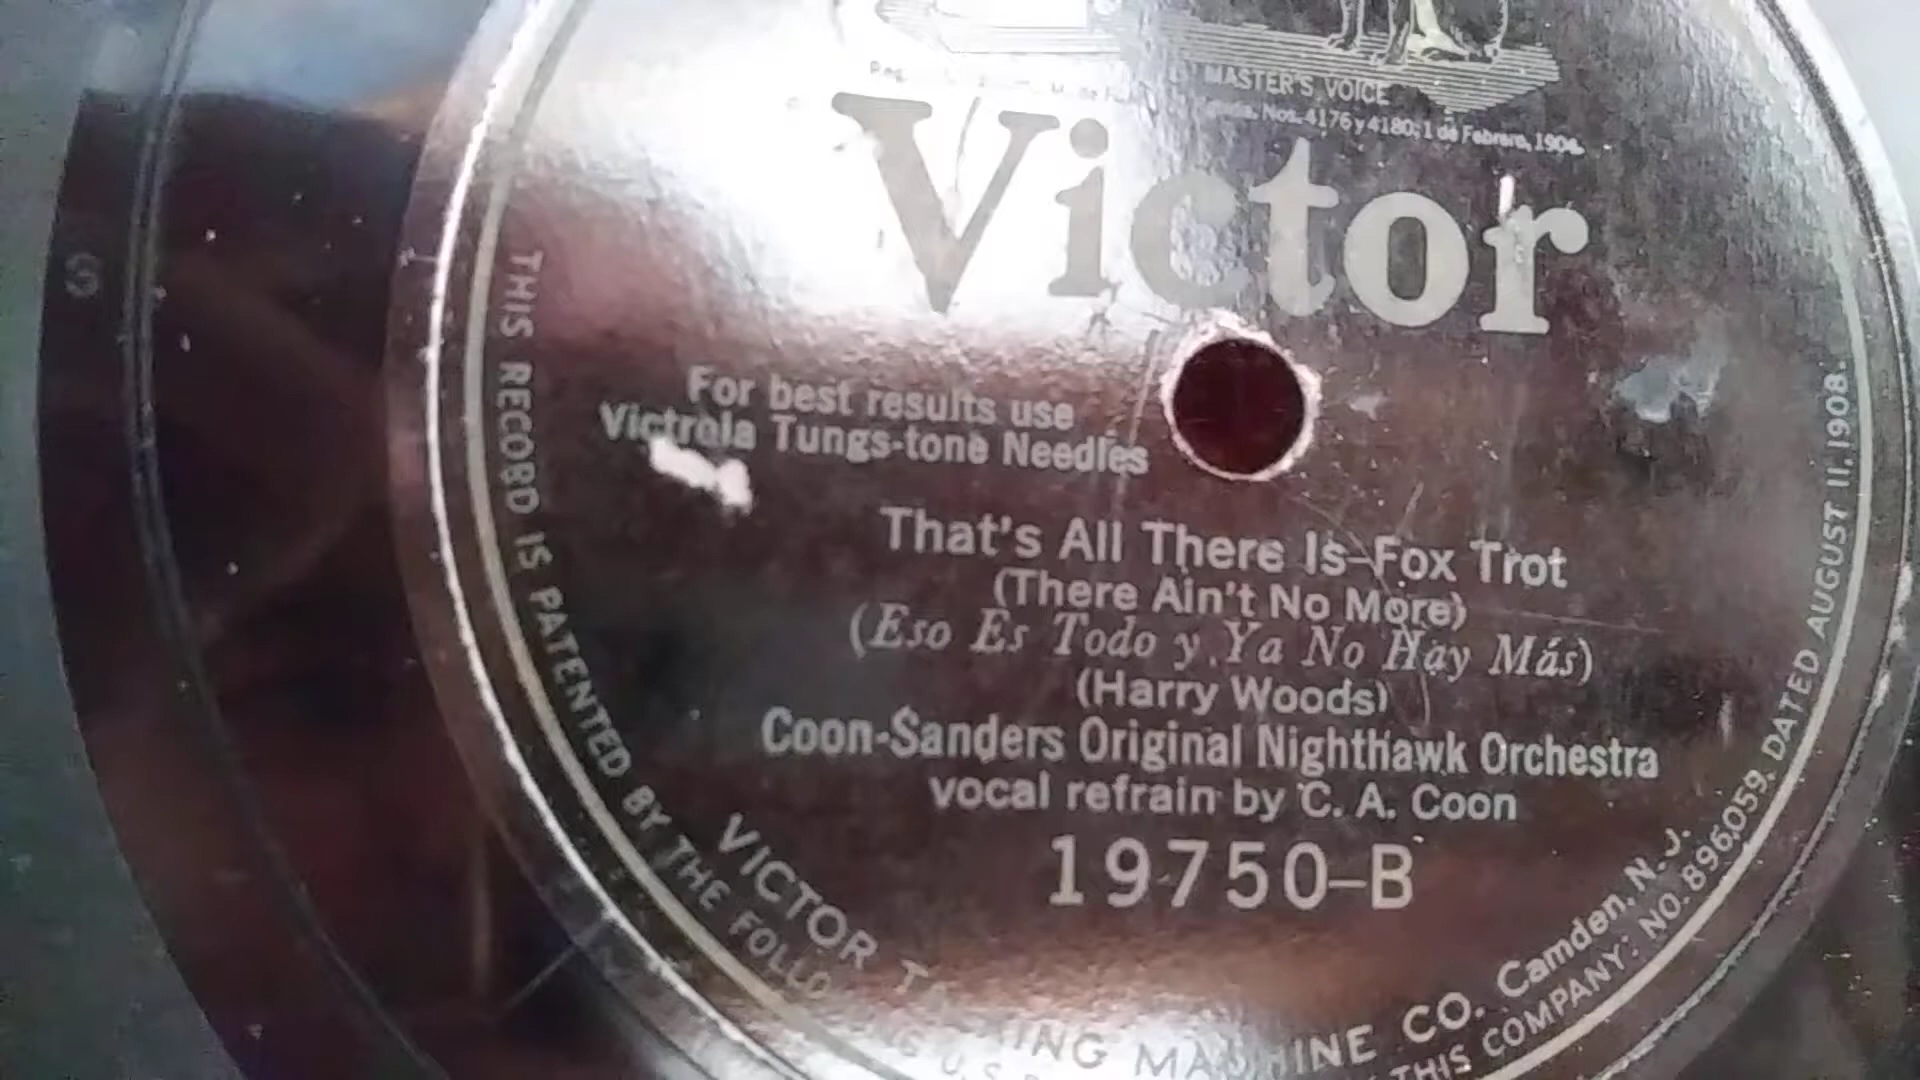 MASTER'S VOICE
Nos. 4176 y 4180; 1 de Febrero, 1904.
Victor
For best results use
Victrola Tungs-tone Needles
That's All There Is–Fox Trot
(There Ain't No More)
(Eso Es Todo y Ya No Hay Más)
(Harry Woods)
Coon-Sanders Original Nighthawk Orchestra
vocal refrain by C. A. Coon
19750–B
VICTOR TALKING MACHINE CO. Camden, N. J.
THIS RECORD IS PATENTED BY THE
THIS COMPANY: NO. 896,059. DATED AUGUST 11, 1908.